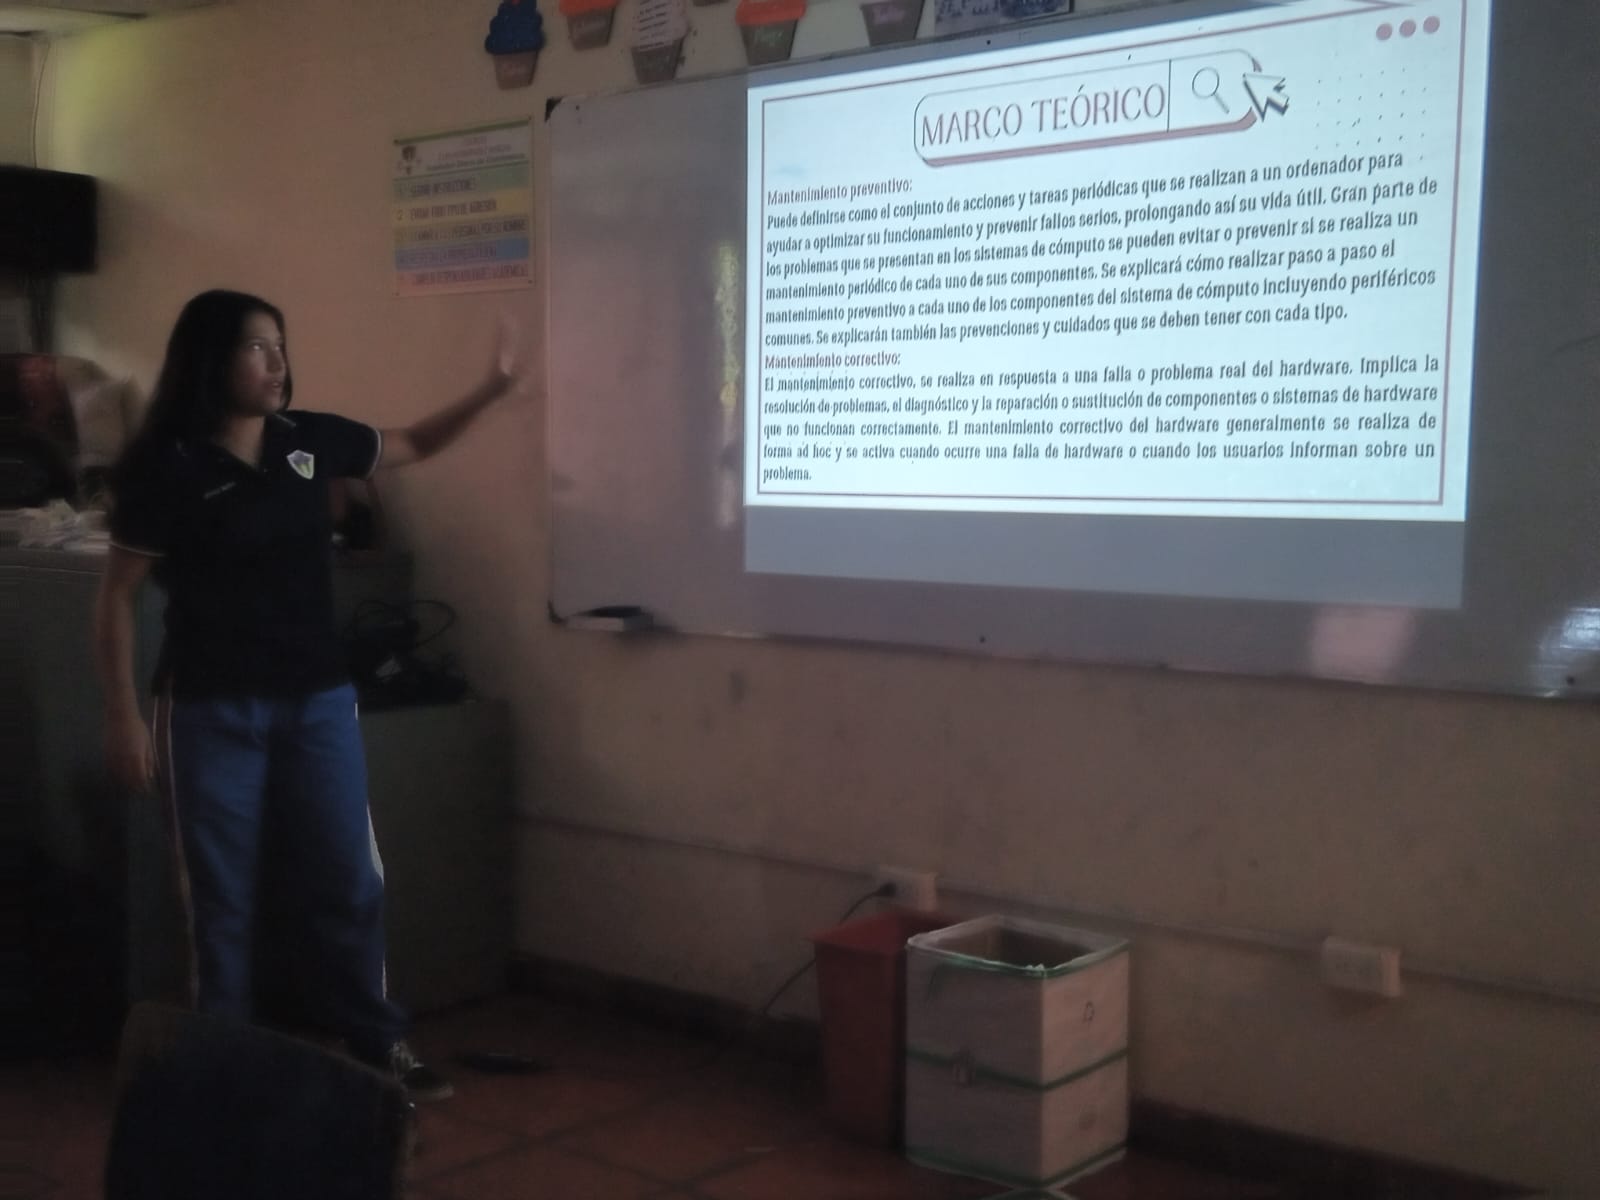 MARCO TEÓRICO
Mantenimiento preventivo:
Puede definirse como el conjunto de acciones y tareas periódicas que se realizan a un ordenador para
ayudar a optimizar su funcionamiento y prevenir fallos serios, prolongando así su vida útil. Gran parte de
los problemas que se presentan en los sistemas de cómputo se pueden evitar o prevenir si se realiza un
mantenimiento periódico de cada uno de sus componentes. Se explicará cómo realizar paso a paso el
mantenimiento preventivo a cada uno de los componentes del sistema de cómputo incluyendo periféricos
comunes. Se explicarán también las prevenciones y cuidados que se deben tener con cada tipo.
Mantenimiento correctivo:
El mantenimiento correctivo, se realiza en respuesta a una falla o problema real del hardware. Implica la
resolución de problemas, el diagnóstico y la reparación o sustitución de componentes o sistemas de hardware
que no funcionan correctamente. El mantenimiento correctivo del hardware generalmente se realiza de
forma ad hoc y se activa cuando ocurre una falla de hardware o cuando los usuarios informan sobre un
problema.
SEGUIR INSTRUCCIONES